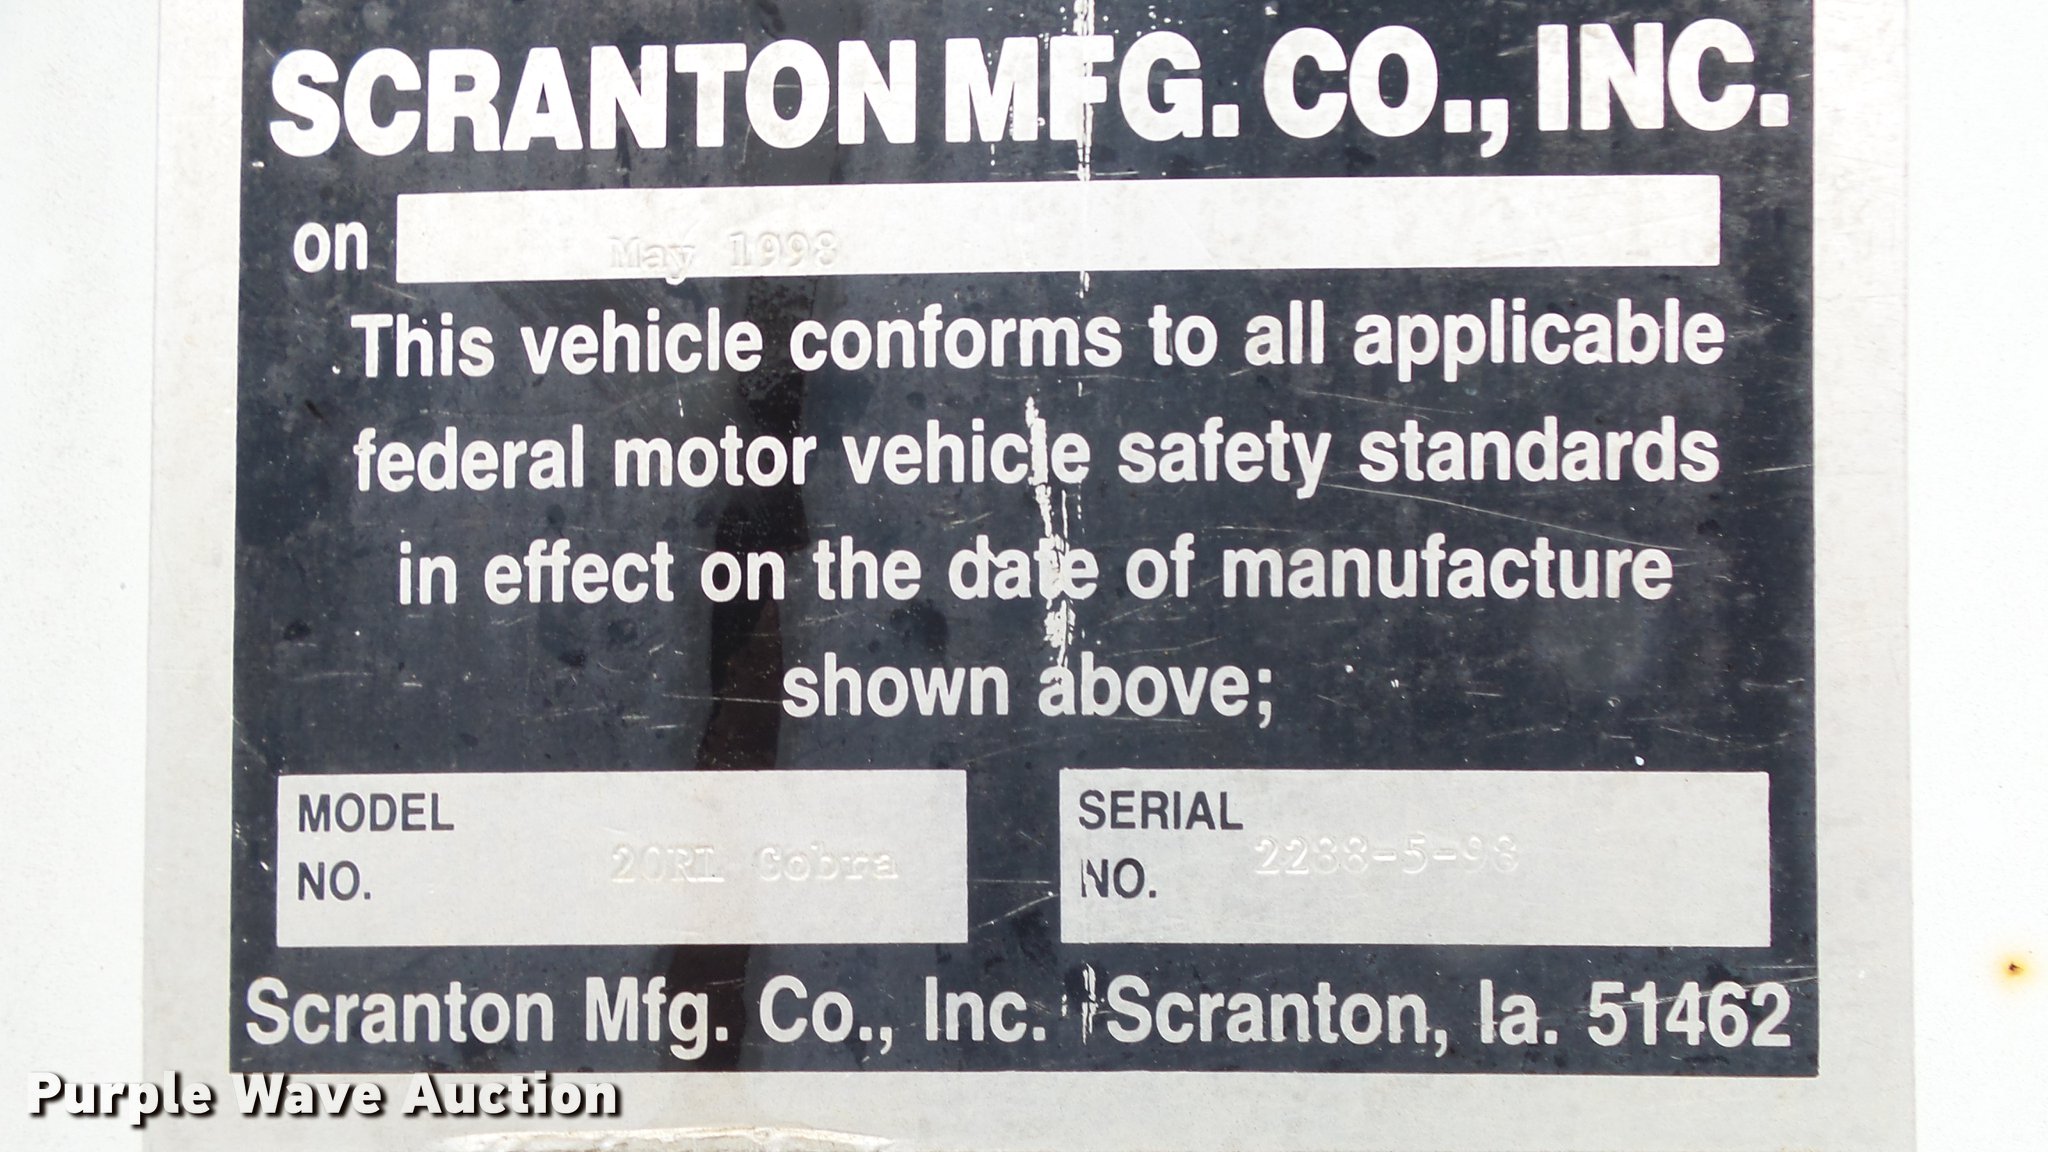 SCRANTON MFG. CO., INC.
on May 1998
This vehicle conforms to all applicable
federal motor vehicle safety standards
in effect on the date of manufacture
shown above;
MODEL
NO. 20RL Cobra
SERIAL
NO. 2288-5-98
Scranton Mfg. Co., Inc. Scranton, Ia. 51462
Purple Wave Auction